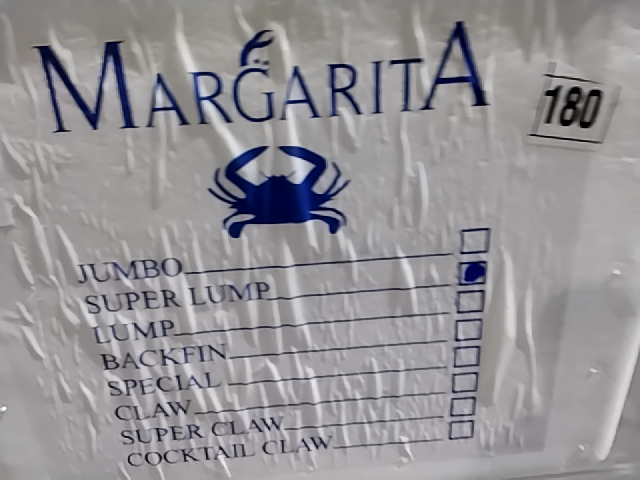 MARGARITA
180
JUMBO
SUPER LUMP
LUMP
BACKFIN
SPECIAL
CLAW
SUPER CLAW
COCKTAIL CLAW